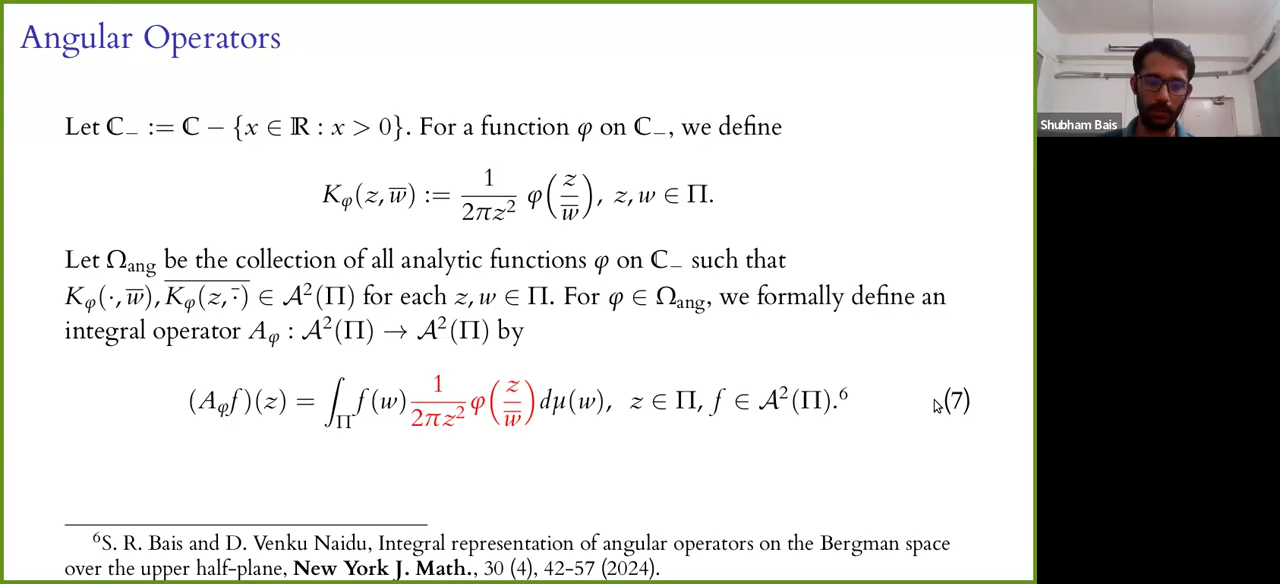 Angular Operators
Let ℂ₋ := ℂ − {x ∈ ℝ : x > 0}. For a function φ on ℂ₋, we define
K_φ(z, w̄) := 1/(2πz²) φ(z/w̄), z, w ∈ Π.
Let Ω_ang be the collection of all analytic functions φ on ℂ₋ such that
K_φ(·, w̄), \overline{K_φ(z, \bar{·})} ∈ 𝒜²(Π) for each z, w ∈ Π. For φ ∈ Ω_ang, we formally define an
integral operator A_φ : 𝒜²(Π) → 𝒜²(Π) by
(A_φ f)(z) = ∫_Π f(w) 1/(2πz²) φ(z/w̄) dμ(w), z ∈ Π, f ∈ 𝒜²(Π).⁶ (7)
⁶S. R. Bais and D. Venku Naidu, Integral representation of angular operators on the Bergman space
over the upper half-plane, New York J. Math., 30 (4), 42-57 (2024).
Shubham Bais